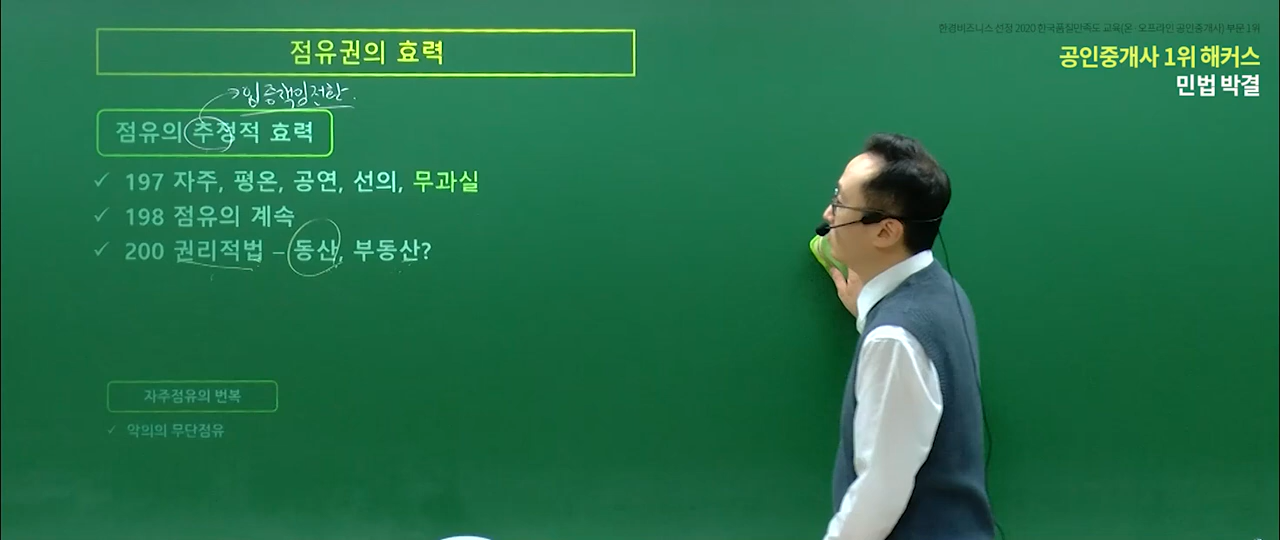 한경비즈니스 선정 2020 한국품질만족도 교육(온·오프라인 공인중개사) 부문 1위
공인중개사 1위 해커스
민법 박결
점유권의 효력
입증책임전환.
점유의 추정적 효력
✓ 197 자주, 평온, 공연, 선의, 무과실
✓ 198 점유의 계속
✓ 200 권리적법 – 동산, 부동산?
자주점유의 번복
✓ 악의의 무단점유